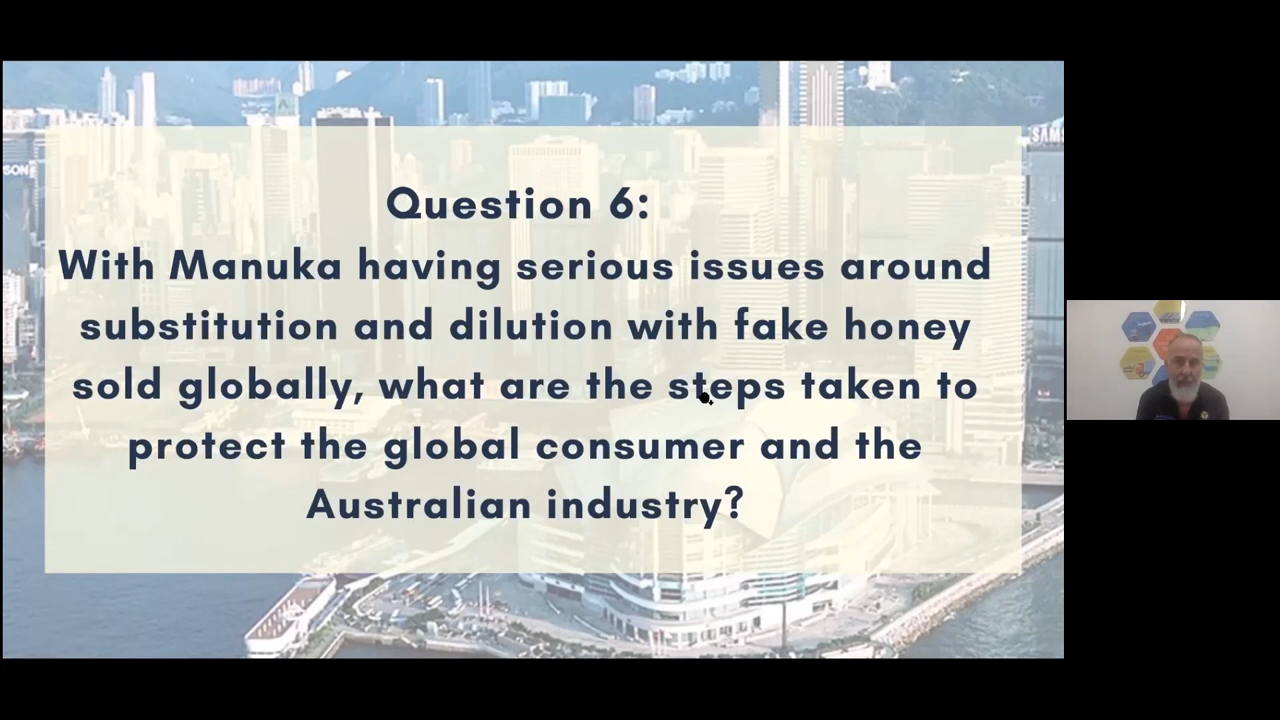 Question 6:
With Manuka having serious issues around
substitution and dilution with fake honey
sold globally, what are the steps taken to
protect the global consumer and the
Australian industry?